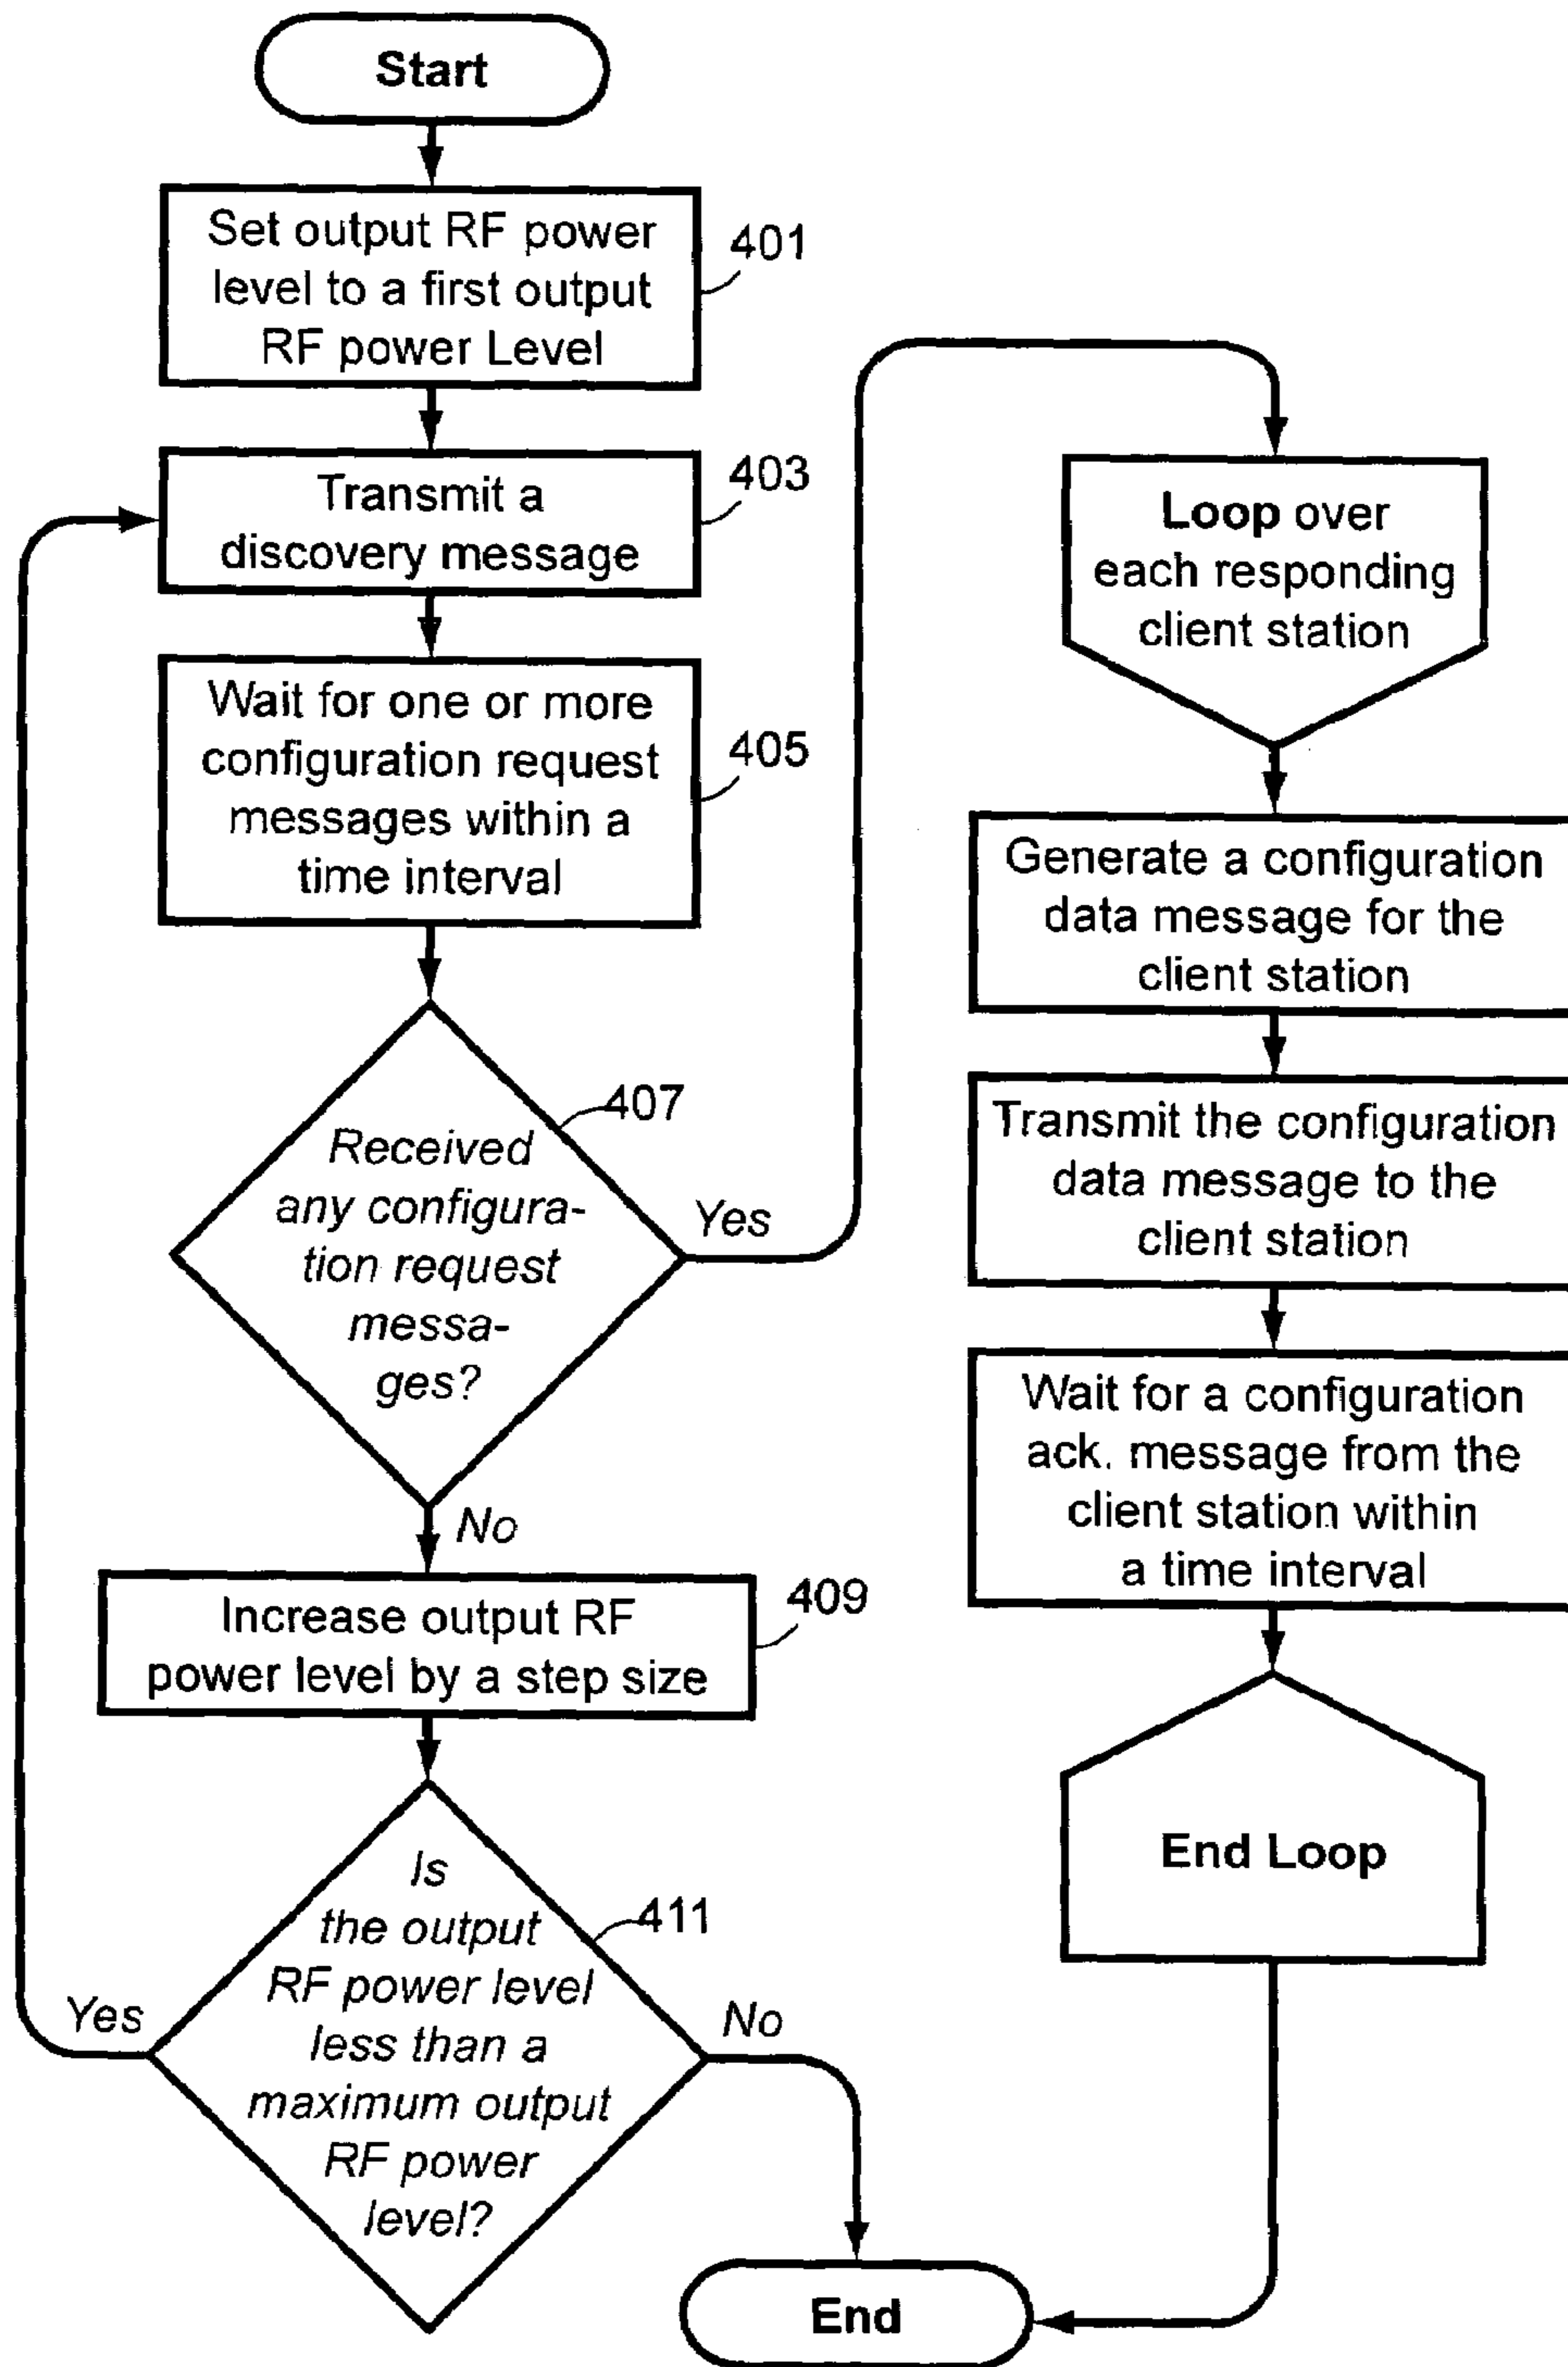 Start
Set output RF power
level to a first output
RF power Level
401
Transmit a
discovery message
403
Wait for one or more
configuration request
messages within a
time interval
405
Received
any configura-
tion request
messa-
ges?
407
Yes
No
Increase output RF
power level by a step size
409
Is
the output
RF power level
less than a
maximum output
RF power
level?
411
Yes
No
Loop over
each responding
client station
Generate a configuration
data message for the
client station
Transmit the configuration
data message to the
client station
Wait for a configuration
ack. message from the
client station within
a time interval
End Loop
End